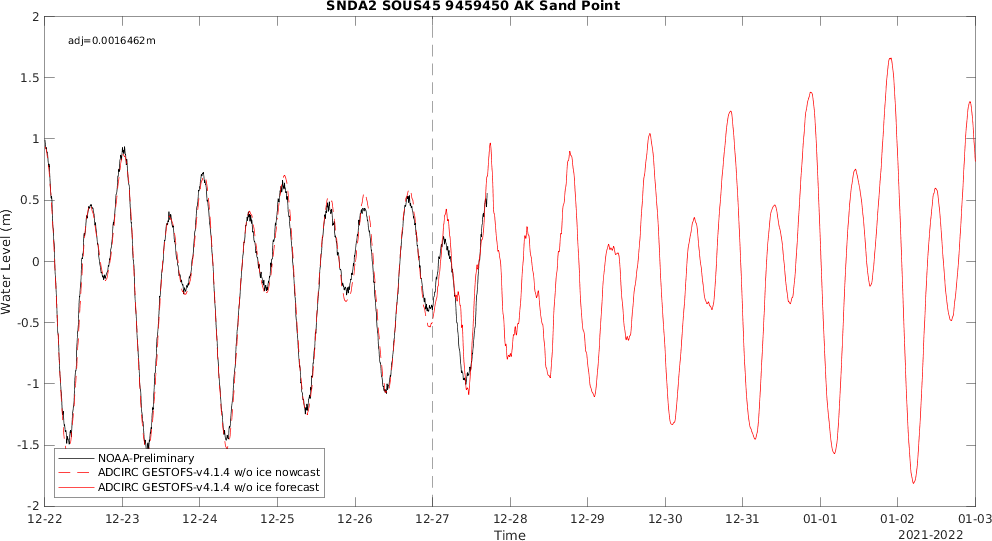 SNDA2 SOUS45 9459450 AK Sand Point
adj=0.0016462m
Water Level (m)
2
1.5
1
0.5
0
-0.5
-1
-1.5
-2
NOAA-Preliminary
ADCIRC GESTOFS-v4.1.4 w/o ice nowcast
ADCIRC GESTOFS-v4.1.4 w/o ice forecast
12-22 12-23 12-24 12-25 12-26 12-27 12-28 12-29 12-30 12-31 01-01 01-02 01-03
Time
2021-2022